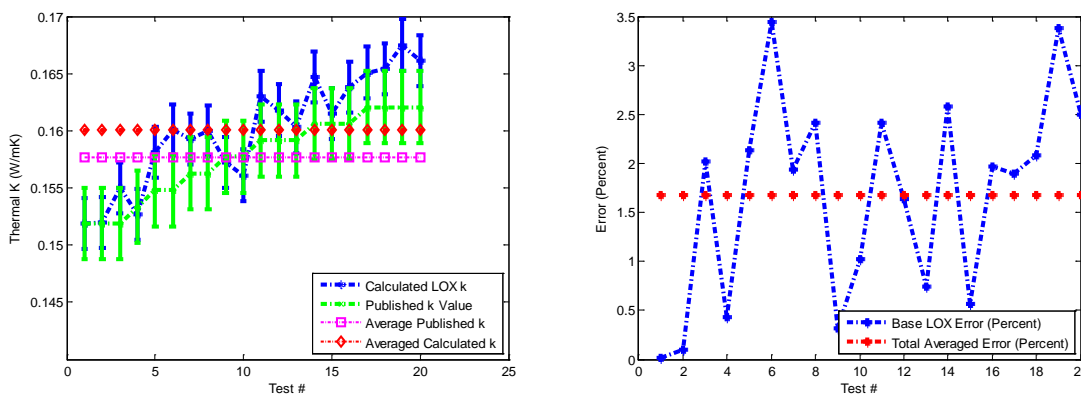 0.17
0.165
0.16
0.155
0.15
0.145
Thermal K (W/mK)
0 5 10 15 20 25
Test #
Calculated LOX k
Published k Value
Average Published k
Averaged Calculated k
3.5
3
2.5
2
1.5
1
0.5
0
Error (Percent)
0 2 4 6 8 10 12 14 16 18 2
Test #
Base LOX Error (Percent)
Total Averaged Error (Percent)